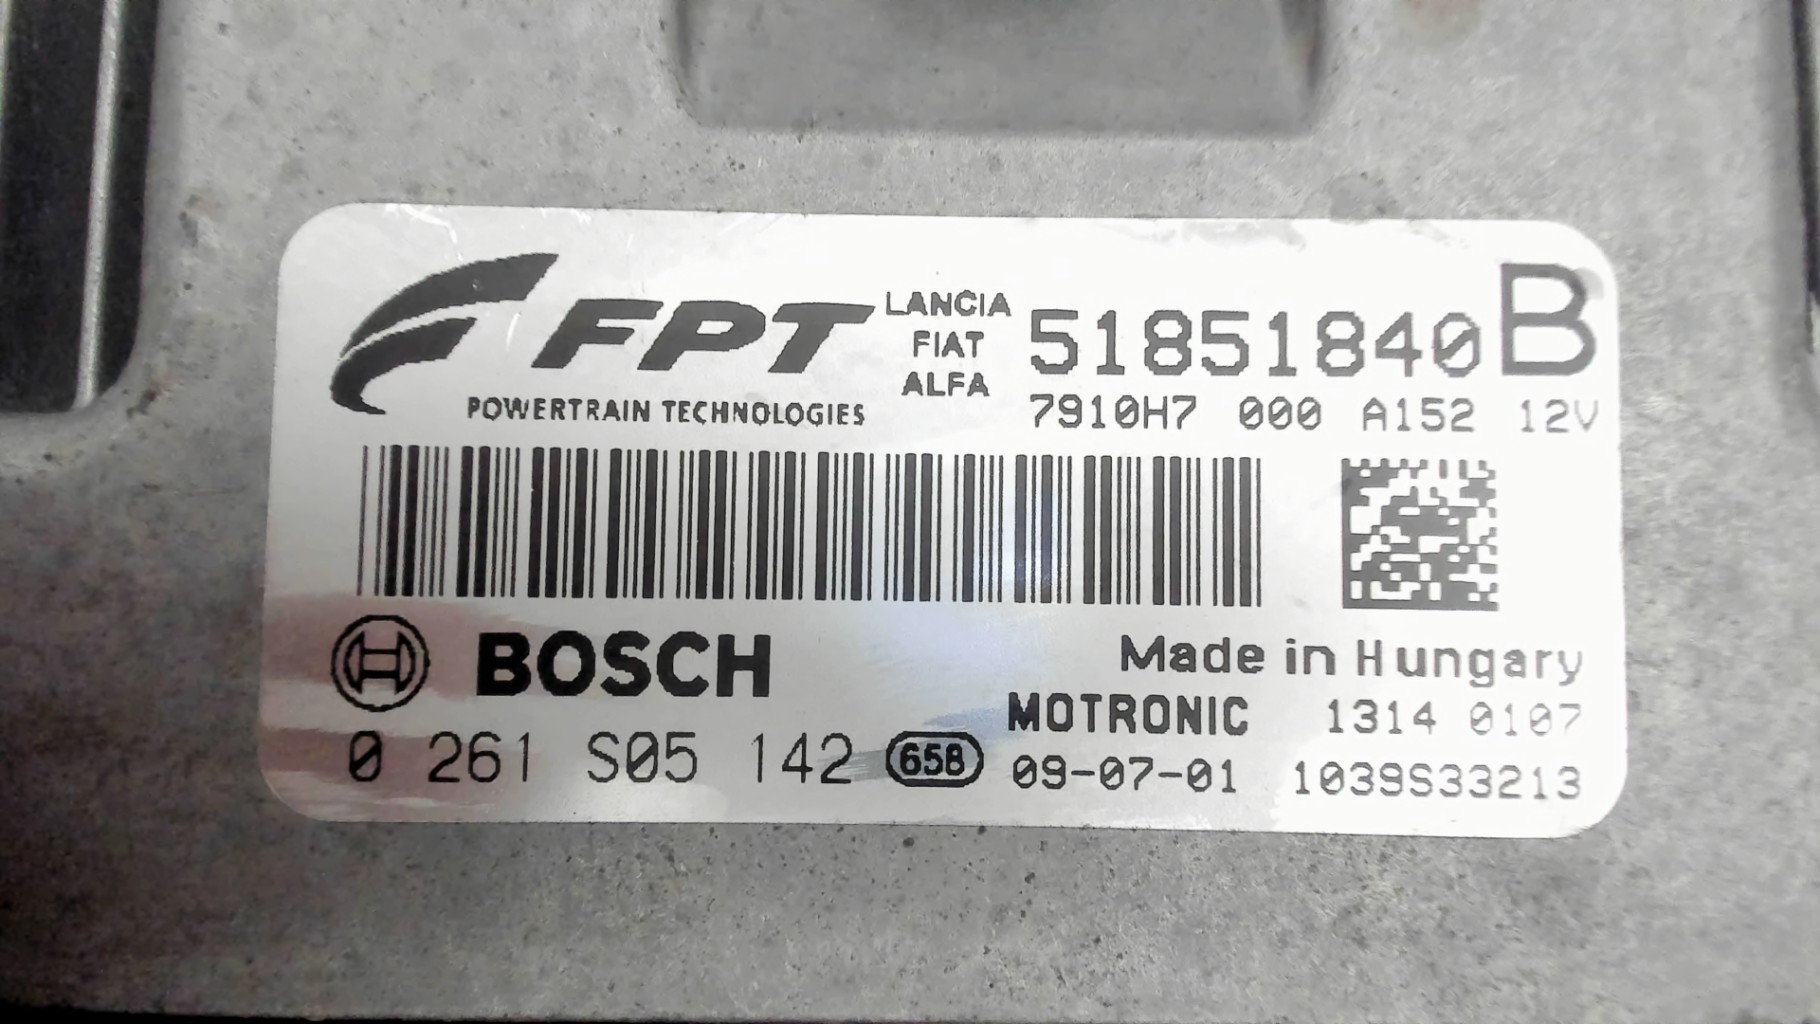 FPT
POWERTRAIN TECHNOLOGIES
LANCIA
FIAT
ALFA
51851840 B
7910H7 000 A152 12V
BOSCH
Made in Hungary
MOTRONIC 1314 0107
0 261 S05 142 658 09-07-01 1039S33213